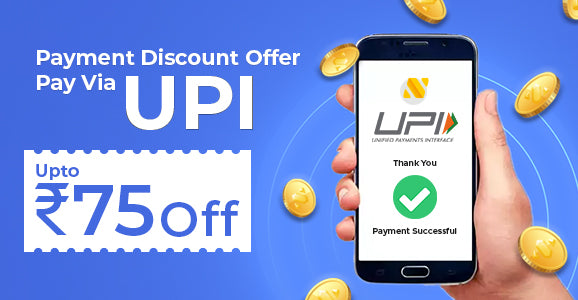 Payment Discount Offer
Pay Via UPI
Upto
₹75 Off
UPI
UNIFIED PAYMENTS INTERFACE
Thank You
Payment Successful